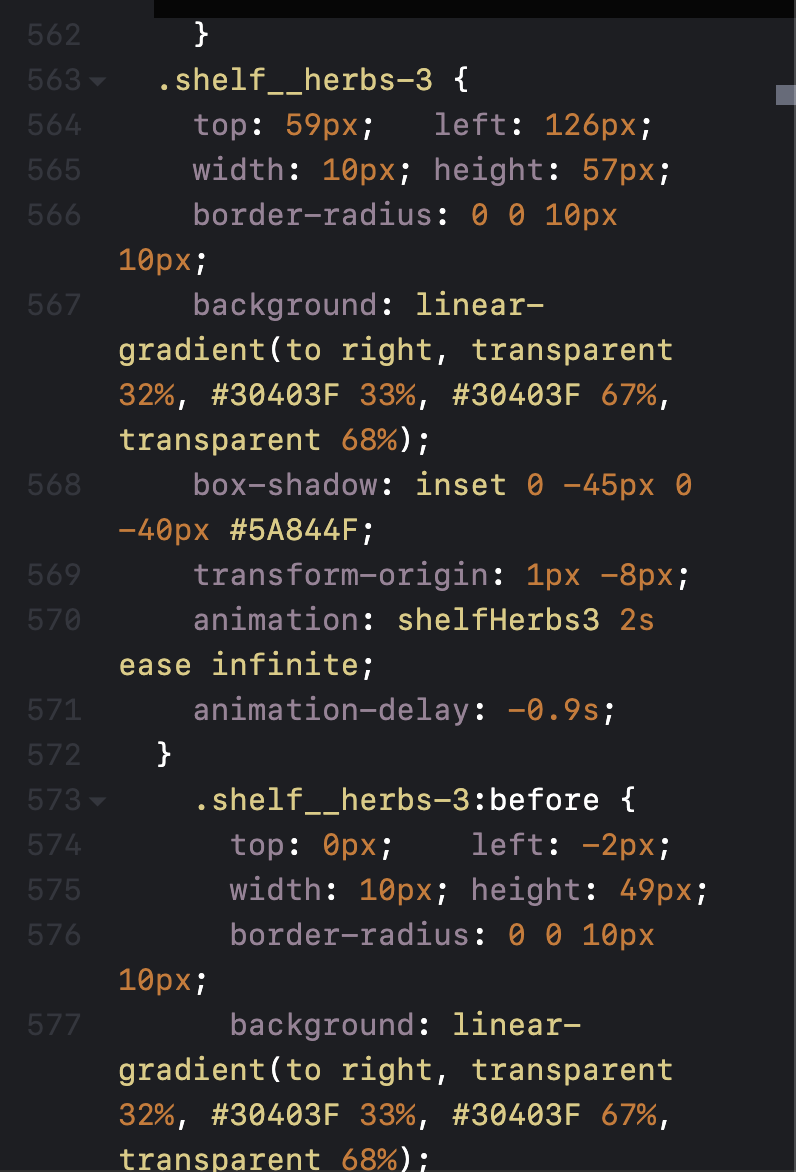 562 }
563 .shelf__herbs-3 {
564 top: 59px; left: 126px;
565 width: 10px; height: 57px;
566 border-radius: 0 0 10px
10px;
567 background: linear-
gradient(to right, transparent
32%, #30403F 33%, #30403F 67%,
transparent 68%);
568 box-shadow: inset 0 -45px 0
-40px #5A844F;
569 transform-origin: 1px -8px;
570 animation: shelfHerbs3 2s
ease infinite;
571 animation-delay: -0.9s;
572 }
573 .shelf__herbs-3:before {
574 top: 0px; left: -2px;
575 width: 10px; height: 49px;
576 border-radius: 0 0 10px
10px;
577 background: linear-
gradient(to right, transparent
32%, #30403F 33%, #30403F 67%,
transparent 68%);